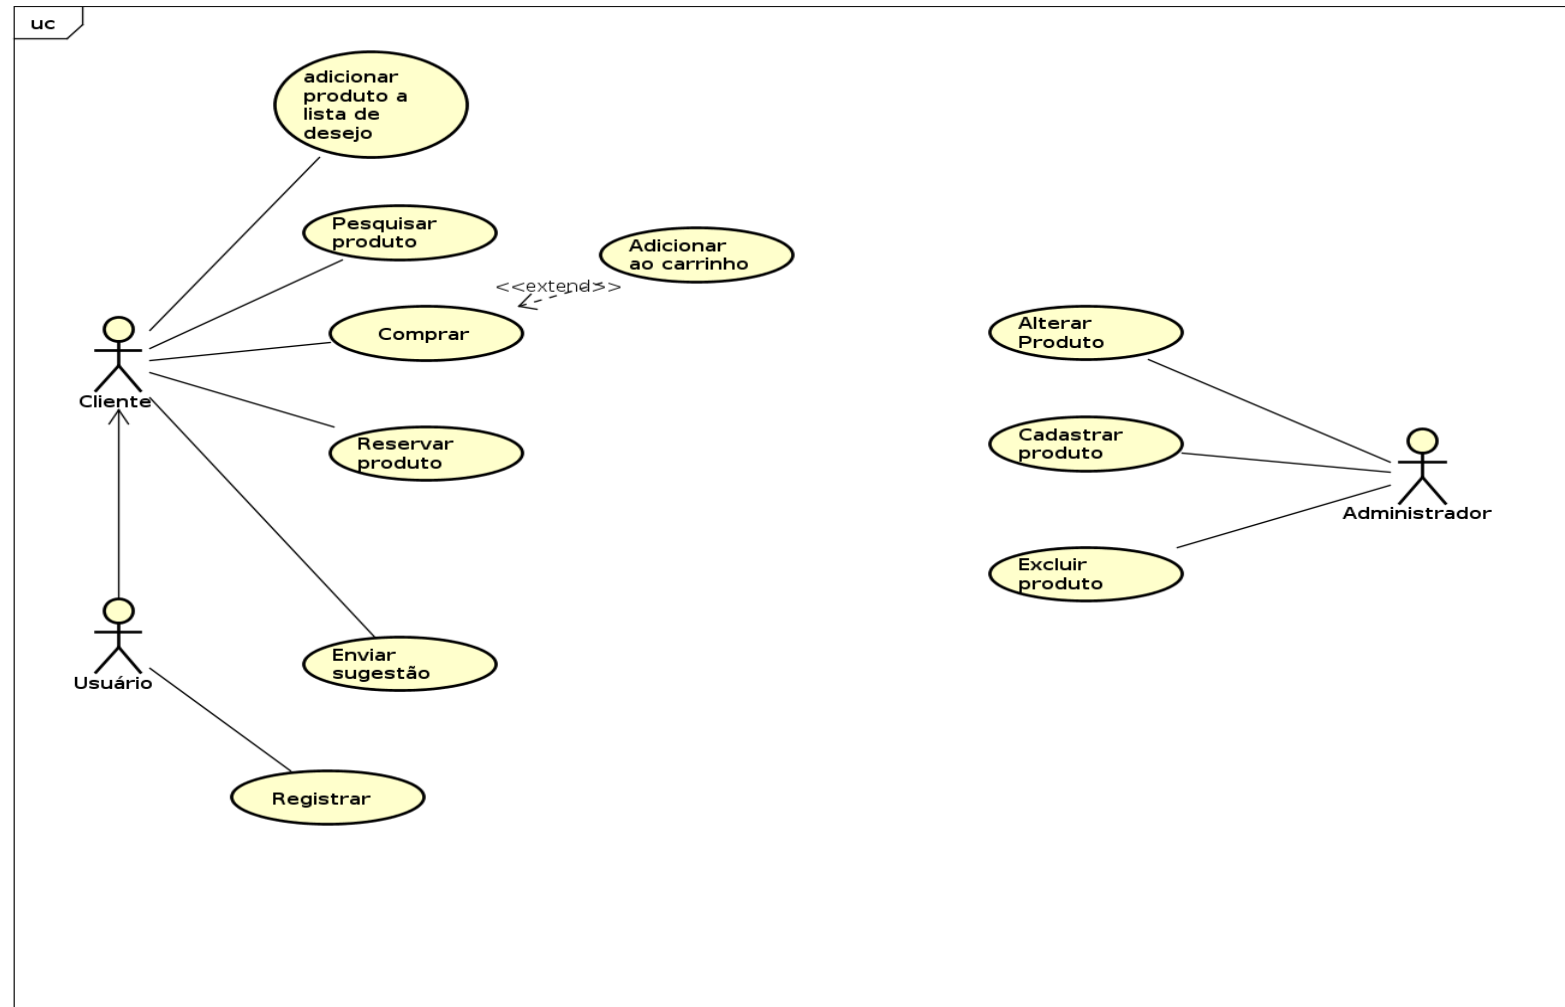 uc
adicionar
produto a
lista de
desejo
Pesquisar
produto
Adicionar
ao carrinho
<<extend>>
Comprar
Cliente
Reservar
produto
Usuário
Enviar
sugestão
Registrar
Alterar
Produto
Cadastrar
produto
Administrador
Excluir
produto